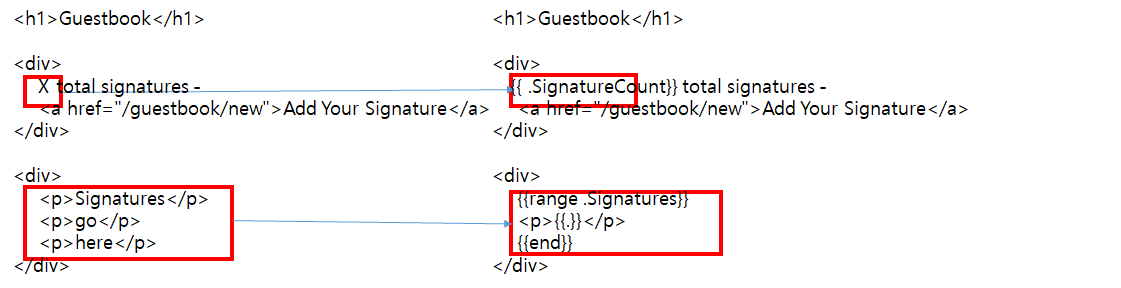 <h1>Guestbook</h1>
<div>
X total signatures -
<a href="/guestbook/new">Add Your Signature</a>
</div>
<div>
<p>Signatures</p>
<p>go</p>
<p>here</p>
</div>
<h1>Guestbook</h1>
<div>
{{ .SignatureCount}} total signatures -
<a href="/guestbook/new">Add Your Signature</a>
</div>
<div>
{{range .Signatures}}
<p>{{.}}</p>
{{end}}
</div>